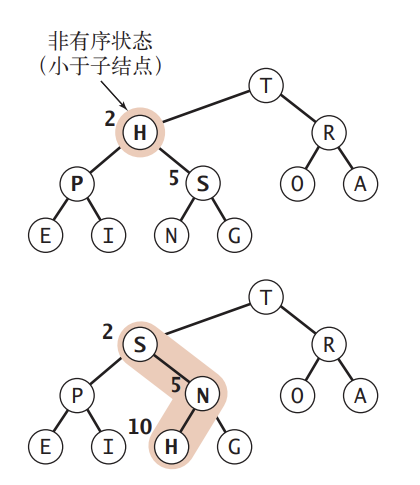 非有序状态
（小于子结点）
T
2 H R
P 5 S O A
E I N G
T
2 S R
P 5 N O A
E I 10 H G